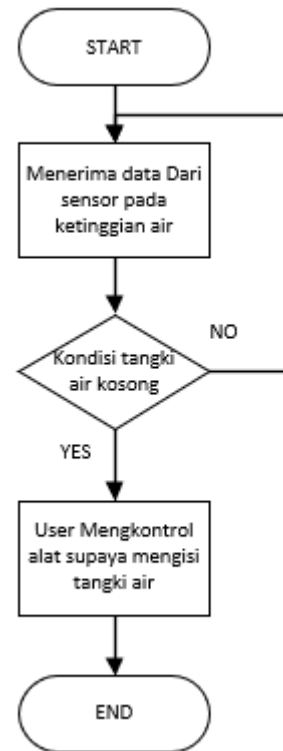 START
Menerima data Dari
sensor pada
ketinggian air
NO
Kondisi tangki
air kosong
YES
User Mengkontrol
alat supaya mengisi
tangki air
END